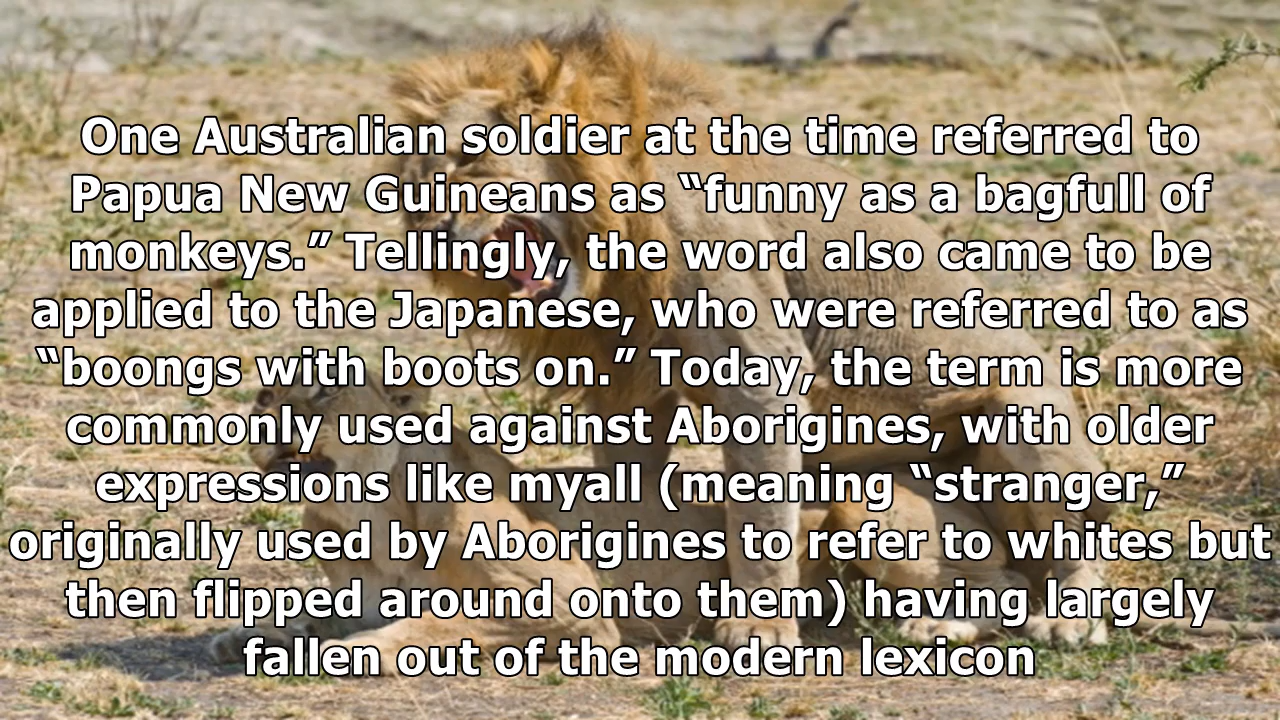 One Australian soldier at the time referred to
Papua New Guineans as “funny as a bagfull of
monkeys.” Tellingly, the word also came to be
applied to the Japanese, who were referred to as
“boongs with boots on.” Today, the term is more
commonly used against Aborigines, with older
expressions like myall (meaning “stranger,”
originally used by Aborigines to refer to whites but
then flipped around onto them) having largely
fallen out of the modern lexicon